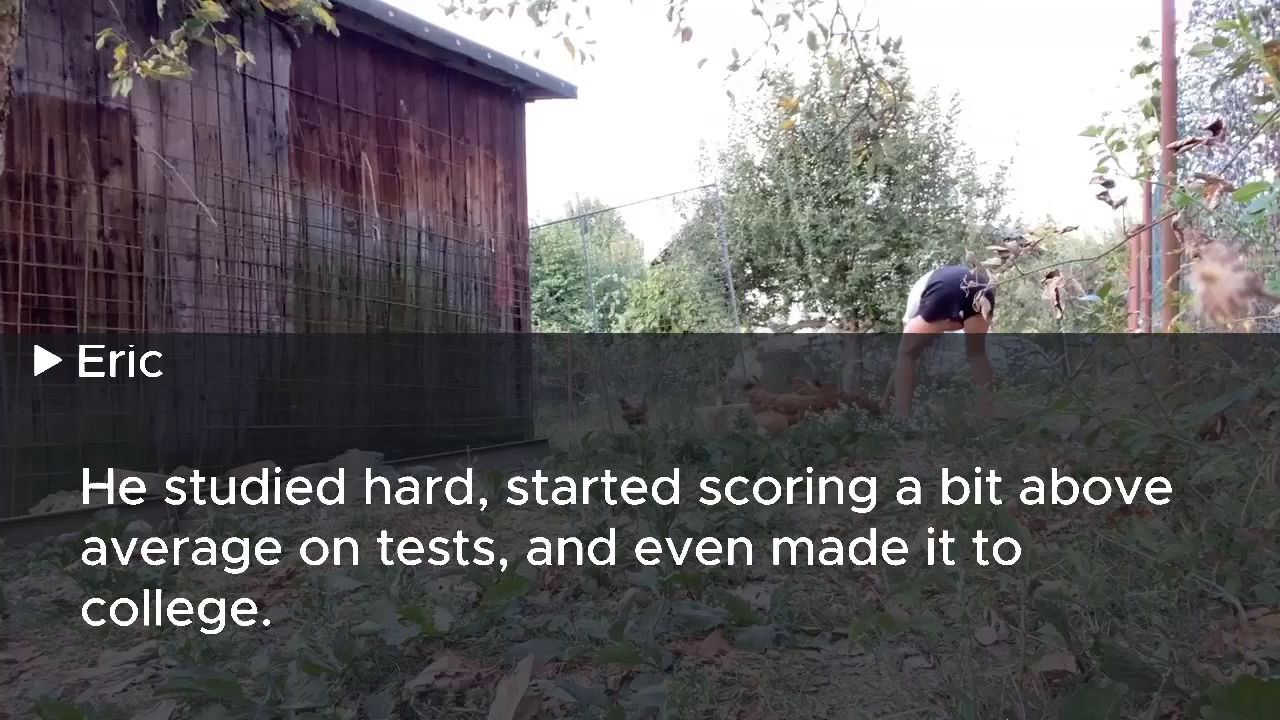 Eric
He studied hard, started scoring a bit above
average on tests, and even made it to
college.